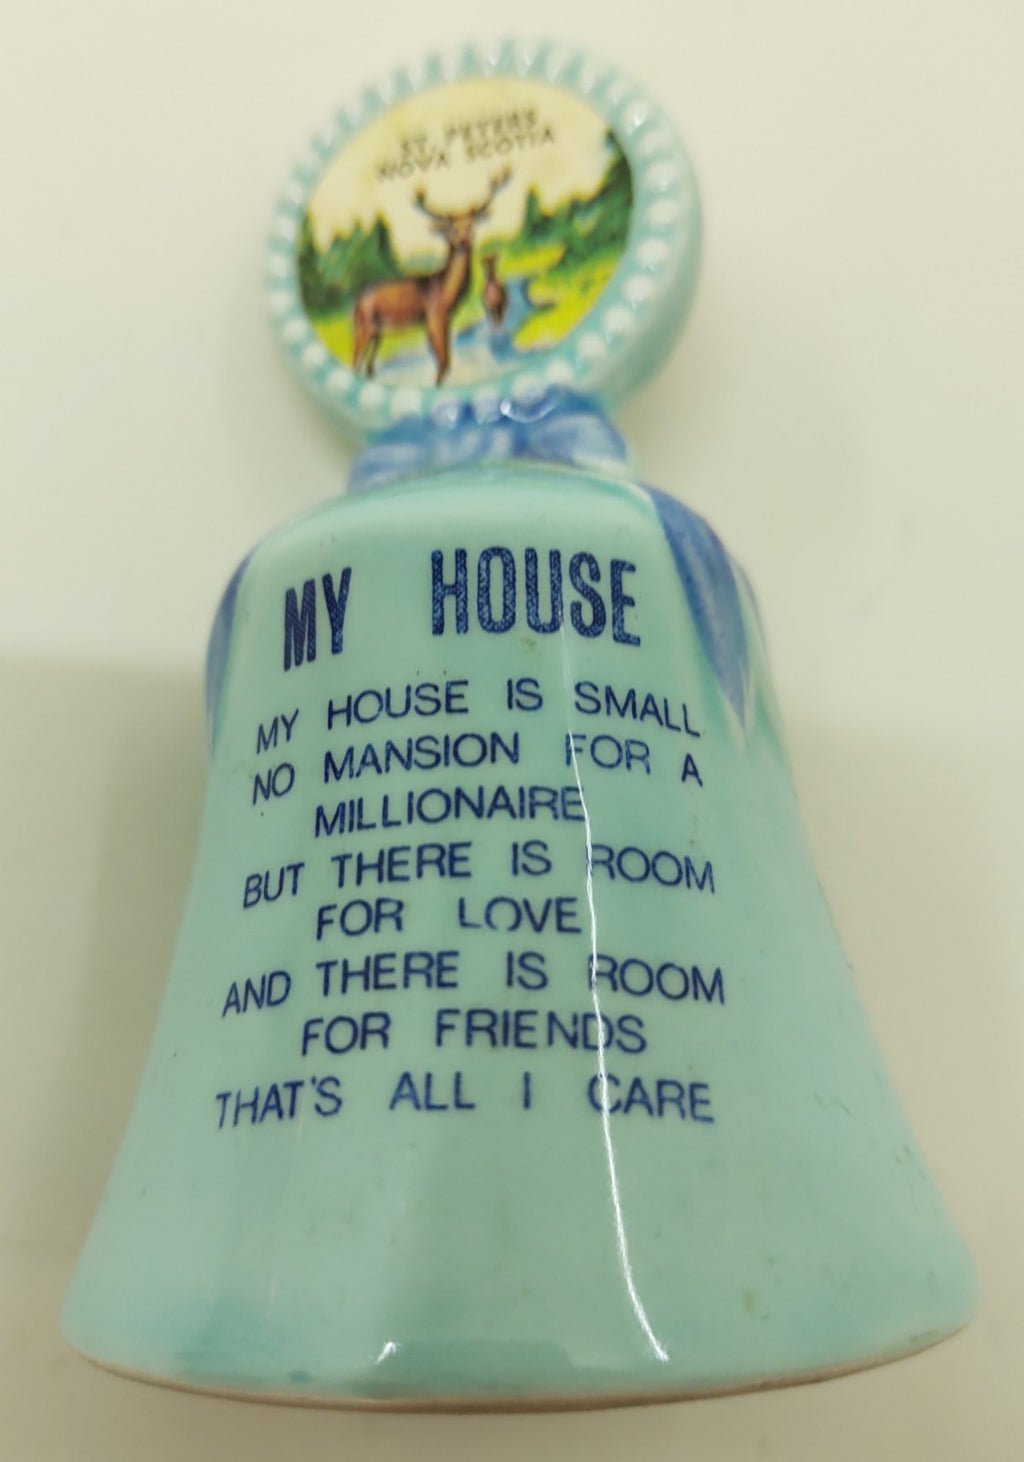 ST. PETERS
NOVA SCOTIA
MY HOUSE
MY HOUSE IS SMALL
NO MANSION FOR A
MILLIONAIRE
BUT THERE IS ROOM
FOR LOVE
AND THERE IS ROOM
FOR FRIENDS
THAT'S ALL I CARE